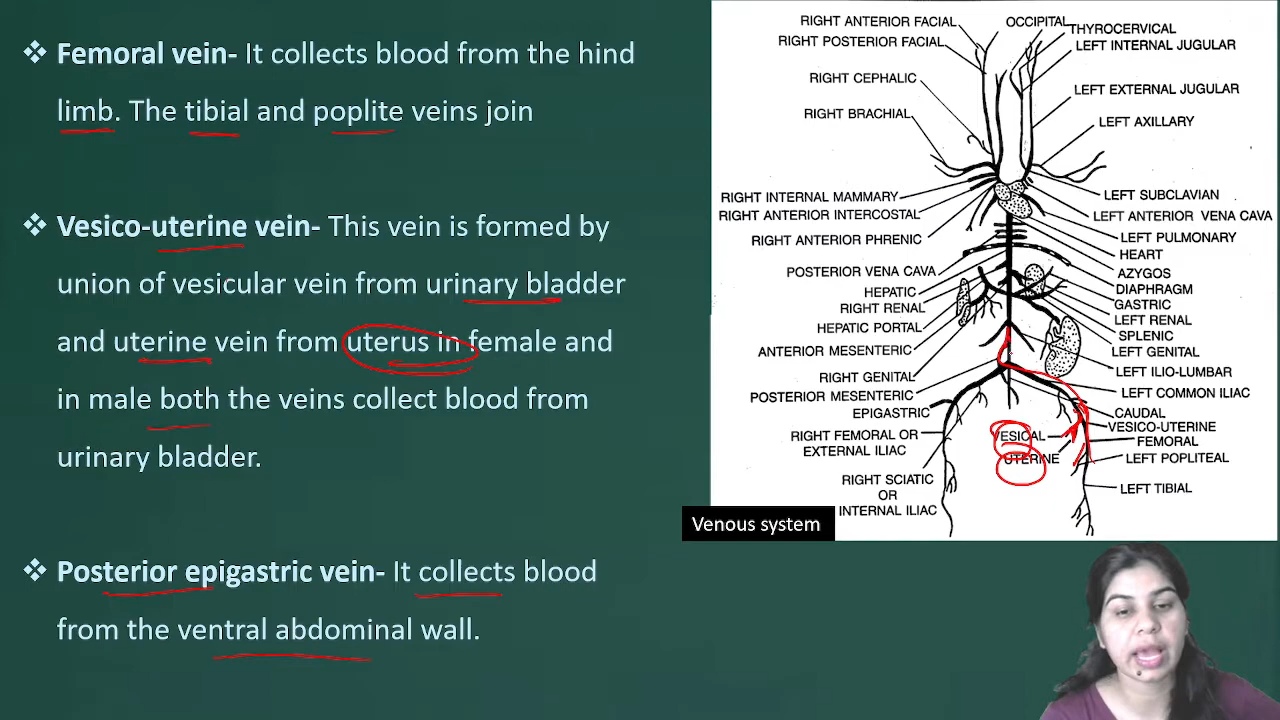 ❖ Femoral vein- It collects blood from the hind
limb. The tibial and poplite veins join
❖ Vesico-uterine vein- This vein is formed by
union of vesicular vein from urinary bladder
and uterine vein from uterus in female and
in male both the veins collect blood from
urinary bladder.
❖ Posterior epigastric vein- It collects blood
from the ventral abdominal wall.
RIGHT ANTERIOR FACIAL
RIGHT POSTERIOR FACIAL
RIGHT CEPHALIC
RIGHT BRACHIAL
RIGHT INTERNAL MAMMARY
RIGHT ANTERIOR INTERCOSTAL
RIGHT ANTERIOR PHRENIC
POSTERIOR VENA CAVA
HEPATIC
RIGHT RENAL
HEPATIC PORTAL
ANTERIOR MESENTERIC
RIGHT GENITAL
POSTERIOR MESENTERIC
EPIGASTRIC
RIGHT FEMORAL OR
EXTERNAL ILIAC
RIGHT SCIATIC
OR
INTERNAL ILIAC
OCCIPITAL
THYROCERVICAL
LEFT INTERNAL JUGULAR
LEFT EXTERNAL JUGULAR
LEFT AXILLARY
LEFT SUBCLAVIAN
LEFT ANTERIOR VENA CAVA
LEFT PULMONARY
HEART
AZYGOS
DIAPHRAGM
GASTRIC
LEFT RENAL
SPLENIC
LEFT GENITAL
LEFT ILIO-LUMBAR
LEFT COMMON ILIAC
CAUDAL
VESICO-UTERINE
FEMORAL
LEFT POPLITEAL
LEFT TIBIAL
VESICAL
UTERINE
Venous system